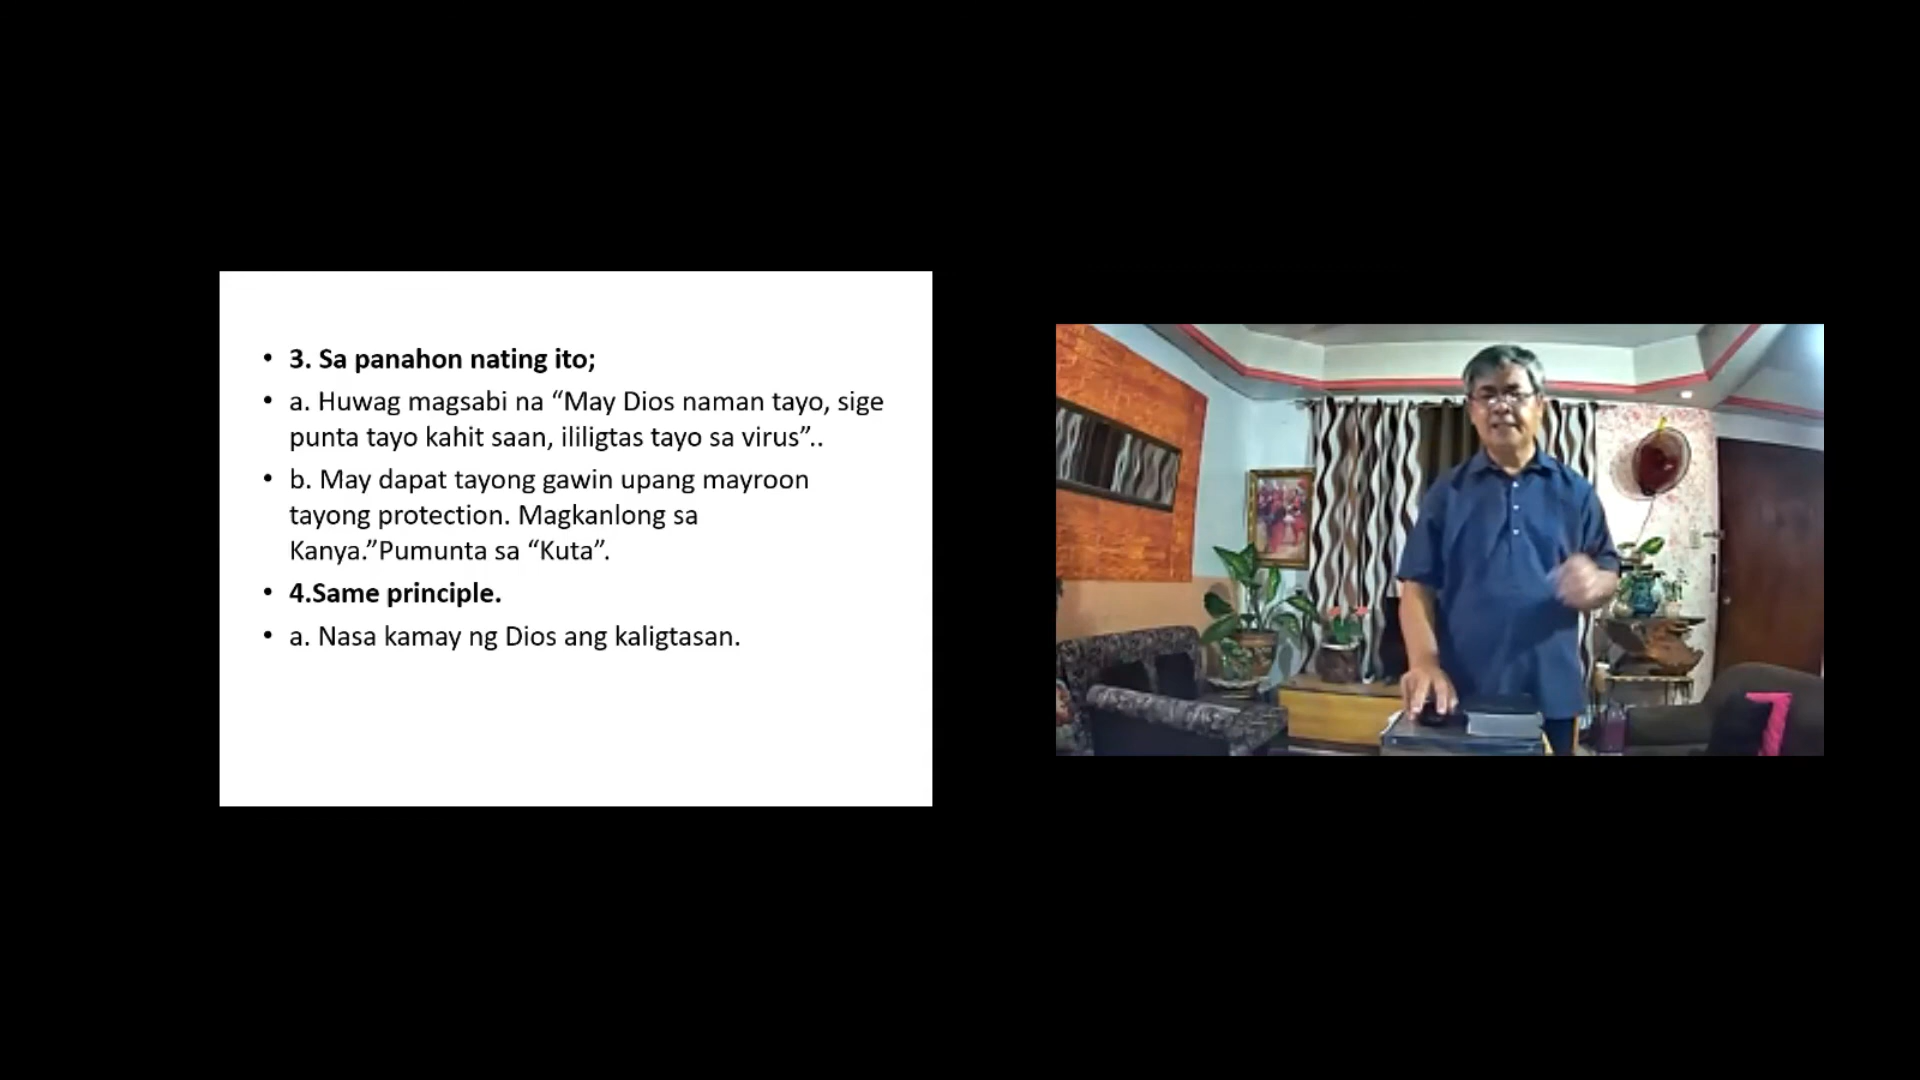 • 3. Sa panahon nating ito;
• a. Huwag magsabi na “May Dios naman tayo, sige
punta tayo kahit saan, ililigtas tayo sa virus”..
• b. May dapat tayong gawin upang mayroon
tayong protection. Magkanlong sa
Kanya.”Pumunta sa “Kuta”.
• 4.Same principle.
• a. Nasa kamay ng Dios ang kaligtasan.